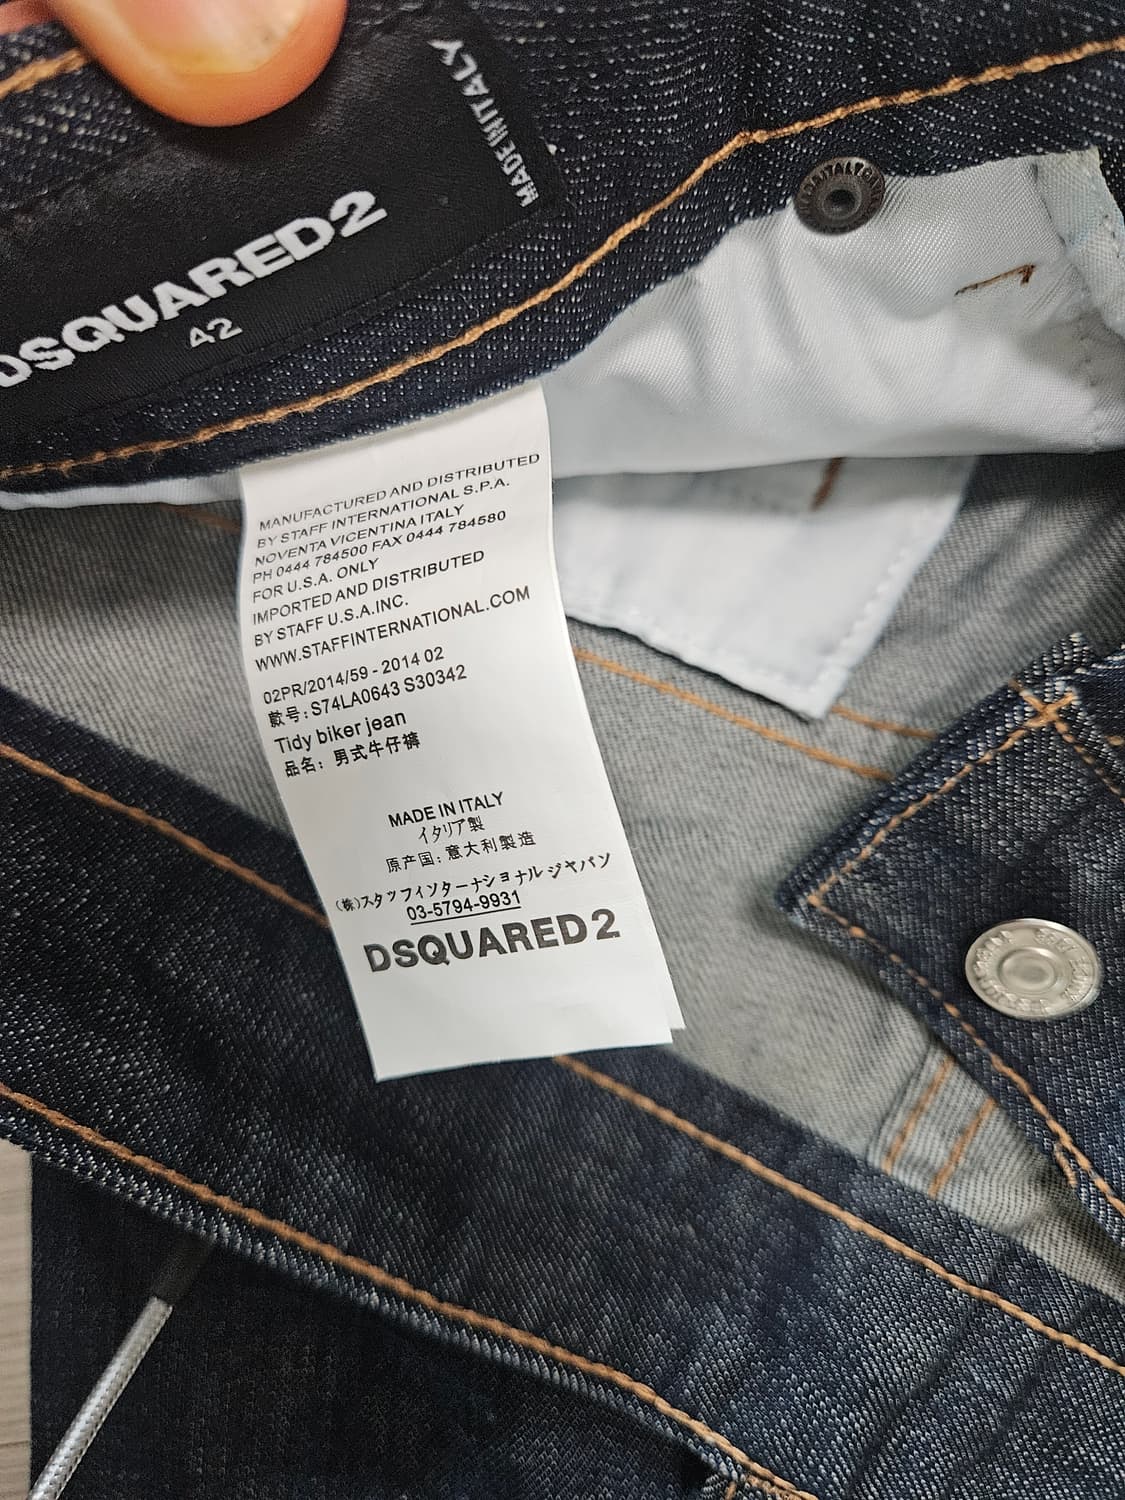 MADE IN ITALY
DSQUARED2
42
MANUFACTURED AND DISTRIBUTED
BY STAFF INTERNATIONAL S.P.A.
NOVENTA VICENTINA ITALY
PH 0444 784500 FAX 0444 784580
FOR U.S.A. ONLY
IMPORTED AND DISTRIBUTED
BY STAFF U.S.A.INC.
WWW.STAFFINTERNATIONAL.COM
02PR/2014/59 - 2014 02
款号: S74LA0643 S30342
Tidy biker jean
品名: 男式牛仔褲
MADE IN ITALY
イタリア製
原产国: 意大利製造
(株)スタッフインターナショナル ジャパン
03-5794-9931
DSQUARED2